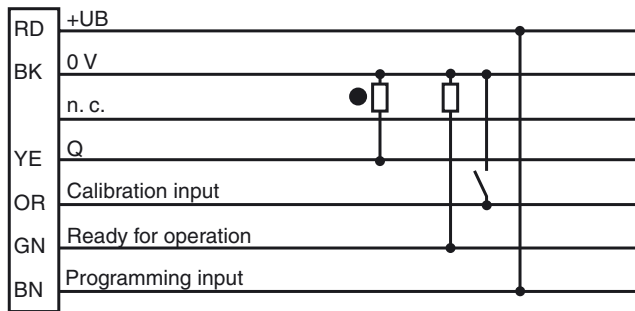 RD +UB
BK 0 V
n. c.
YE Q
OR Calibration input
GN Ready for operation
BN Programming input